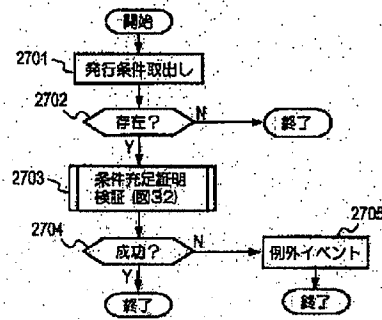 開始
2701
発行条件取出し
2702
存在?
N
終了
Y
2703
条件充足証明
検証(図32)
2704
2705
成功?
N
例外イベント
Y
終了
終了